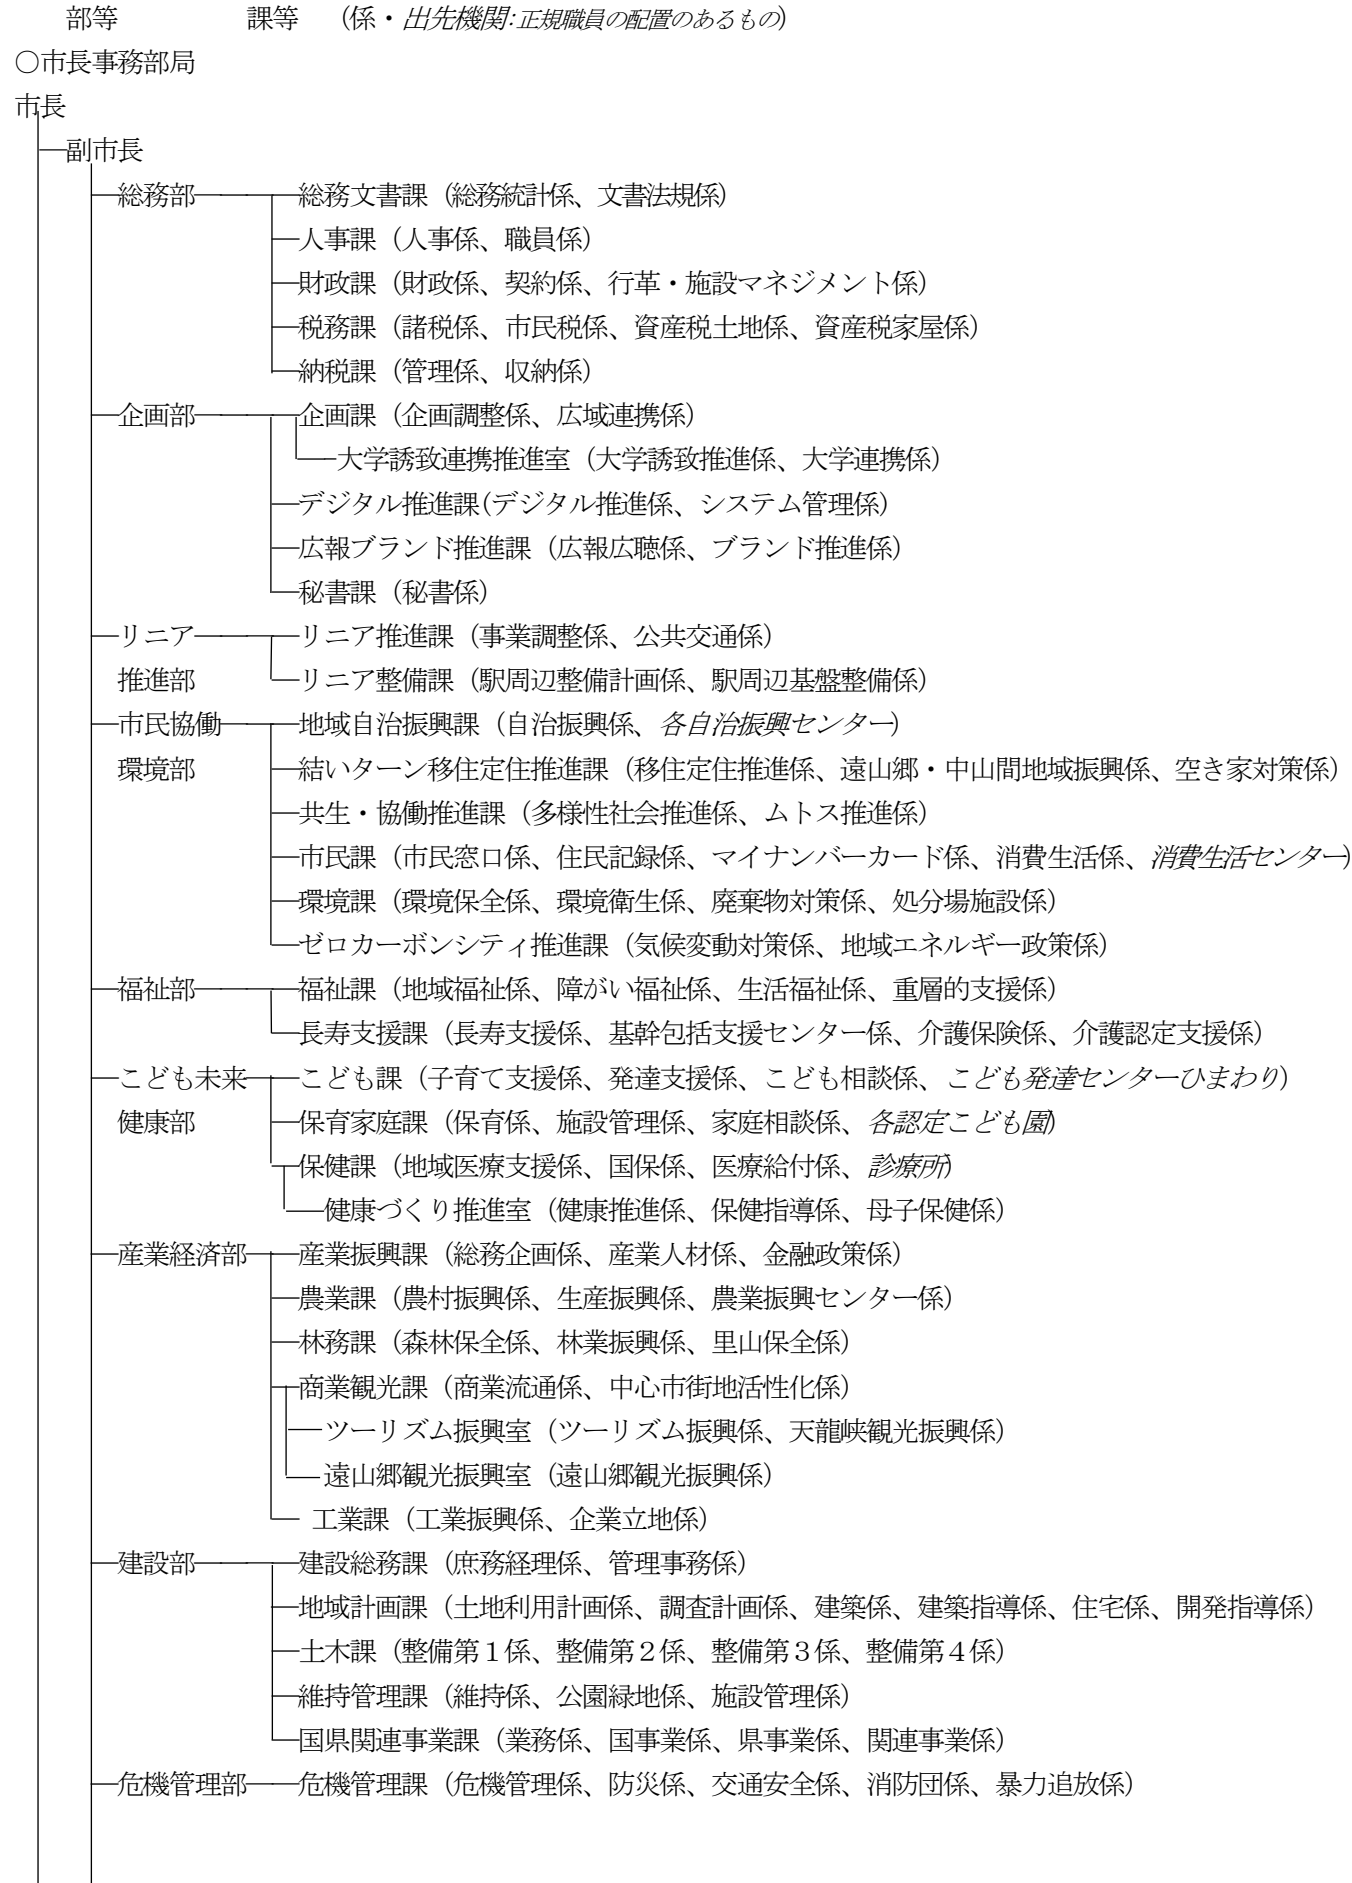 部等　課等　（係・出先機関:正規職員の配置のあるもの）
○市長事務部局
市長
副市長
総務部　総務文書課（総務統計係、文書法規係）
人事課（人事係、職員係）
財政課（財政係、契約係、行革・施設マネジメント係）
税務課（諸税係、市民税係、資産税土地係、資産税家屋係）
納税課（管理係、収納係）
企画部　企画課（企画調整係、広域連携係）
大学誘致連携推進室（大学誘致推進係、大学連携係）
デジタル推進課(デジタル推進係、システム管理係）
広報ブランド推進課（広報広聴係、ブランド推進係）
秘書課（秘書係）
リニア　リニア推進課（事業調整係、公共交通係）
推進部　リニア整備課（駅周辺整備計画係、駅周辺基盤整備係）
市民協働　地域自治振興課（自治振興係、各自治振興センター）
環境部　結いターン移住定住推進課（移住定住推進係、遠山郷・中山間地域振興係、空き家対策係）
共生・協働推進課（多様性社会推進係、ムトス推進係）
市民課（市民窓口係、住民記録係、マイナンバーカード係、消費生活係、消費生活センター）
環境課（環境保全係、環境衛生係、廃棄物対策係、処分場施設係）
ゼロカーボンシティ推進課（気候変動対策係、地域エネルギー政策係）
福祉部　福祉課（地域福祉係、障がい福祉係、生活福祉係、重層的支援係）
長寿支援課（長寿支援係、基幹包括支援センター係、介護保険係、介護認定支援係）
こども未来　こども課（子育て支援係、発達支援係、こども相談係、こども発達センターひまわり）
健康部　保育家庭課（保育係、施設管理係、家庭相談係、各認定こども園）
保健課（地域医療支援係、国保係、医療給付係、診療所）
健康づくり推進室（健康推進係、保健指導係、母子保健係）
産業経済部　産業振興課（総務企画係、産業人材係、金融政策係）
農業課（農村振興係、生産振興係、農業振興センター係）
林務課（森林保全係、林業振興係、里山保全係）
商業観光課（商業流通係、中心市街地活性化係）
ツーリズム振興室（ツーリズム振興係、天龍峡観光振興係）
遠山郷観光振興室（遠山郷観光振興係）
工業課（工業振興係、企業立地係）
建設部　建設総務課（庶務経理係、管理事務係）
地域計画課（土地利用計画係、調査計画係、建築係、建築指導係、住宅係、開発指導係）
土木課（整備第１係、整備第２係、整備第３係、整備第４係）
維持管理課（維持係、公園緑地係、施設管理係）
国県関連事業課（業務係、国事業係、県事業係、関連事業係）
危機管理部　危機管理課（危機管理係、防災係、交通安全係、消防団係、暴力追放係）